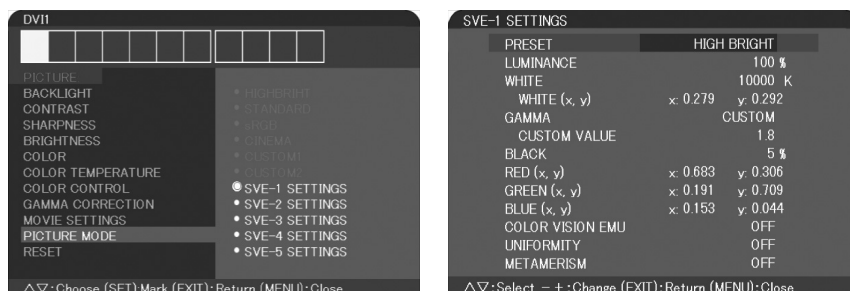 DVI1
PICTURE
BACKLIGHT
CONTRAST
SHARPNESS
BRIGHTNESS
COLOR
COLOR TEMPERATURE
COLOR CONTROL
GAMMA CORRECTION
MOVIE SETTINGS
PICTURE MODE
RESET
• HIGHBRIHT
• STANDARD
• sRGB
• CINEMA
• CUSTOM1
• CUSTOM2
SVE-1 SETTINGS
• SVE-2 SETTINGS
• SVE-3 SETTINGS
• SVE-4 SETTINGS
• SVE-5 SETTINGS
△▽:Choose (SET):Mark (EXIT):Return (MENU):Close
SVE-1 SETTINGS
PRESET HIGH BRIGHT
LUMINANCE 100 %
WHITE 10000 K
WHITE (x, y) x: 0.279 y: 0.292
GAMMA CUSTOM
CUSTOM VALUE 1.8
BLACK 5 %
RED (x, y) x: 0.683 y: 0.306
GREEN (x, y) x: 0.191 y: 0.709
BLUE (x, y) x: 0.153 y: 0.044
COLOR VISION EMU OFF
UNIFORMITY OFF
METAMERISM OFF
△▽:Select －＋:Change (EXIT):Return (MENU):Close